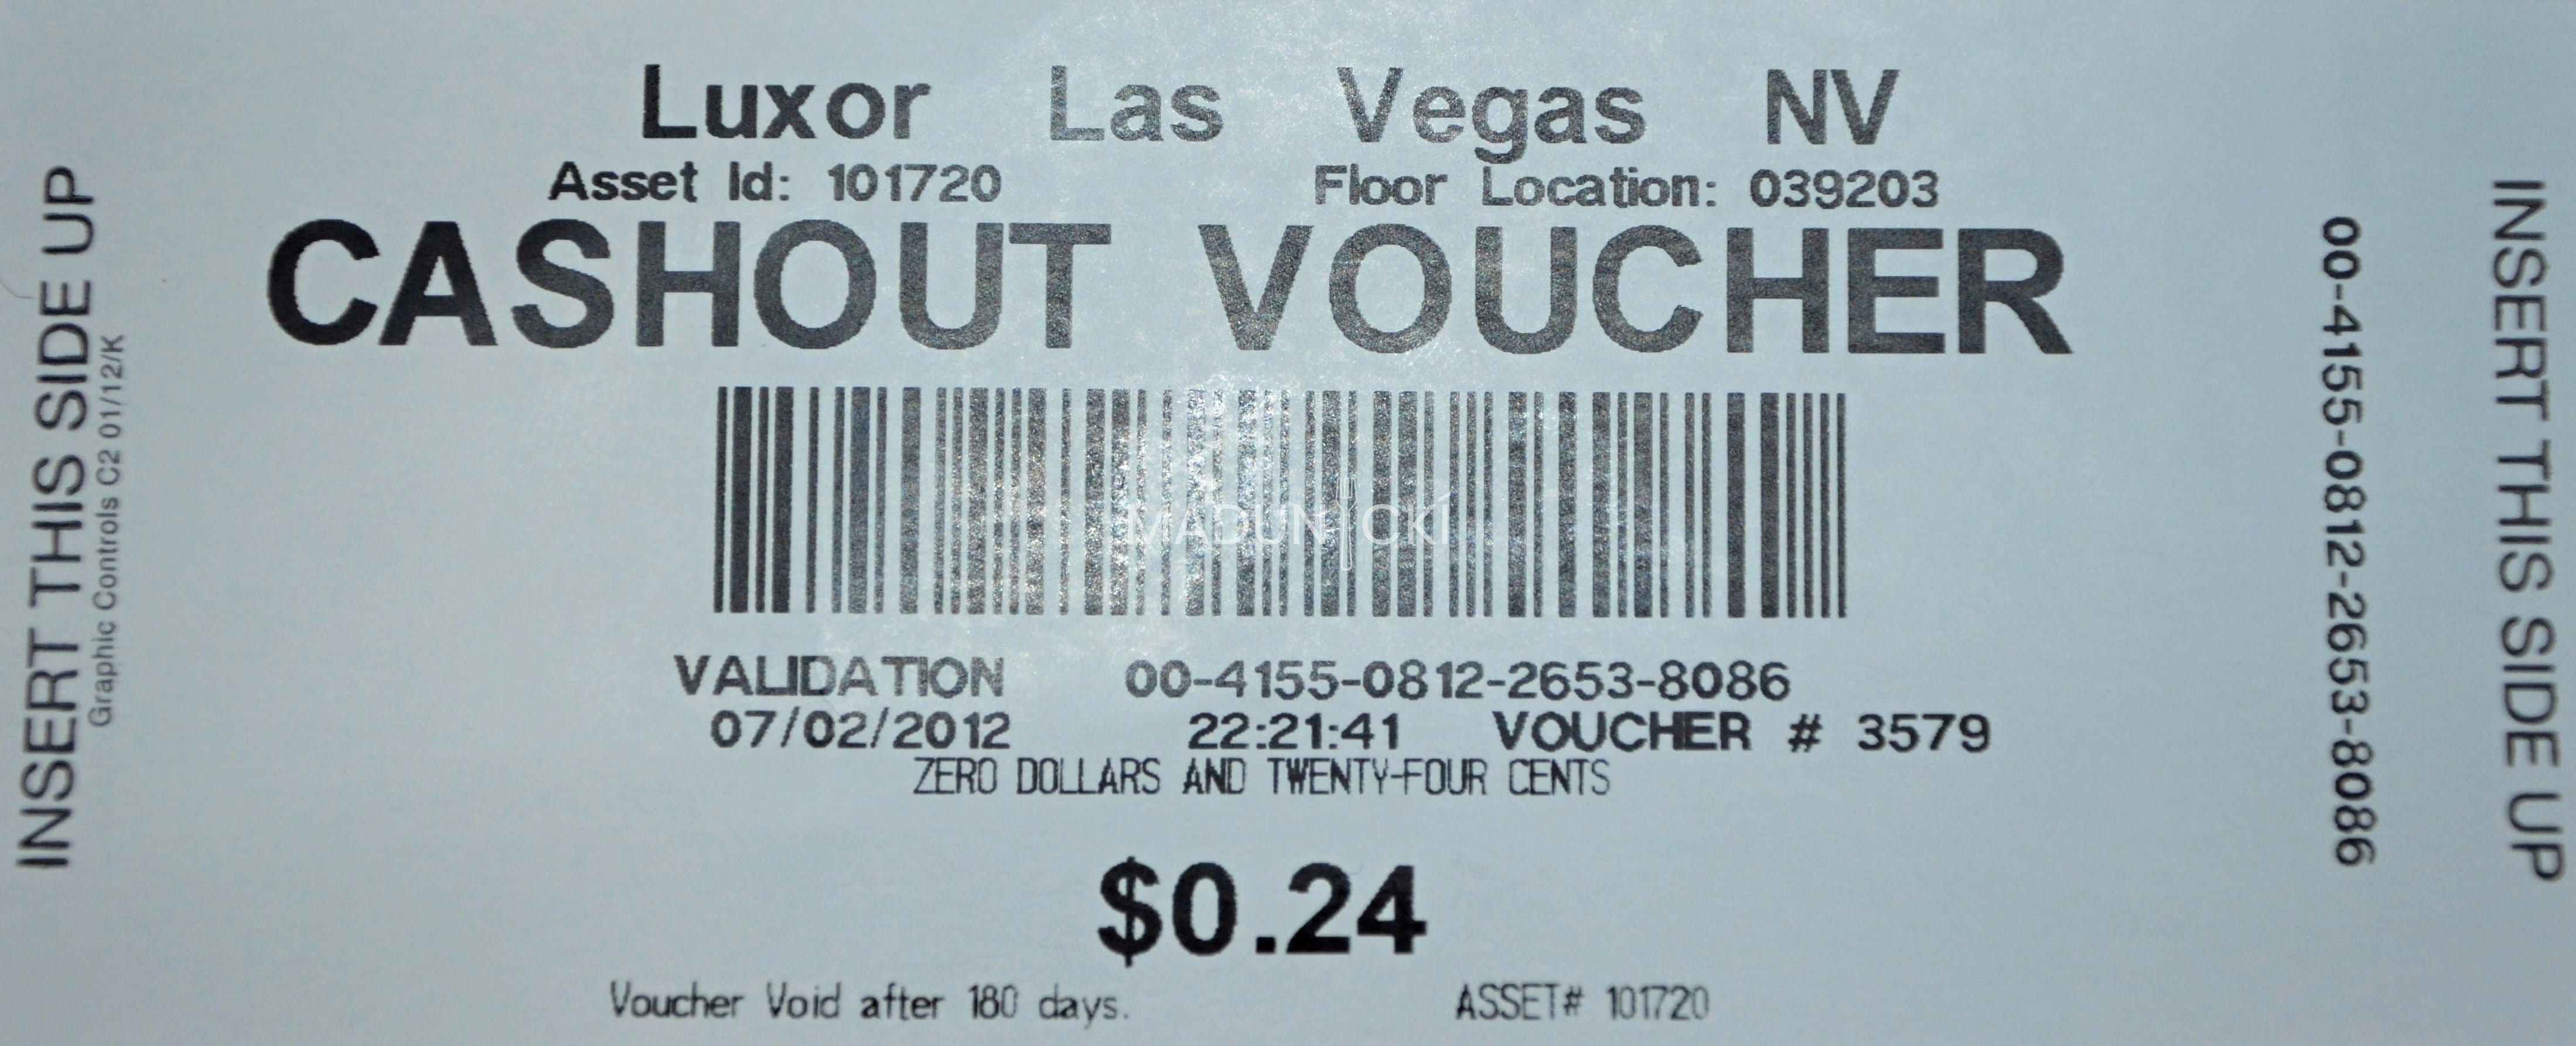 Luxor Las Vegas NV
Asset Id: 101720 Floor Location: 039203
CASHOUT VOUCHER
VALIDATION 00-4155-0812-2653-8086
07/02/2012 22:21:41 VOUCHER # 3579
ZERO DOLLARS AND TWENTY-FOUR CENTS
$0.24
Voucher Void after 180 days. ASSET# 101720
INSERT THIS SIDE UP
Graphic Controls C2 01/12/K
00-4155-0812-2653-8086
INSERT THIS SIDE UP
MADUNICKI